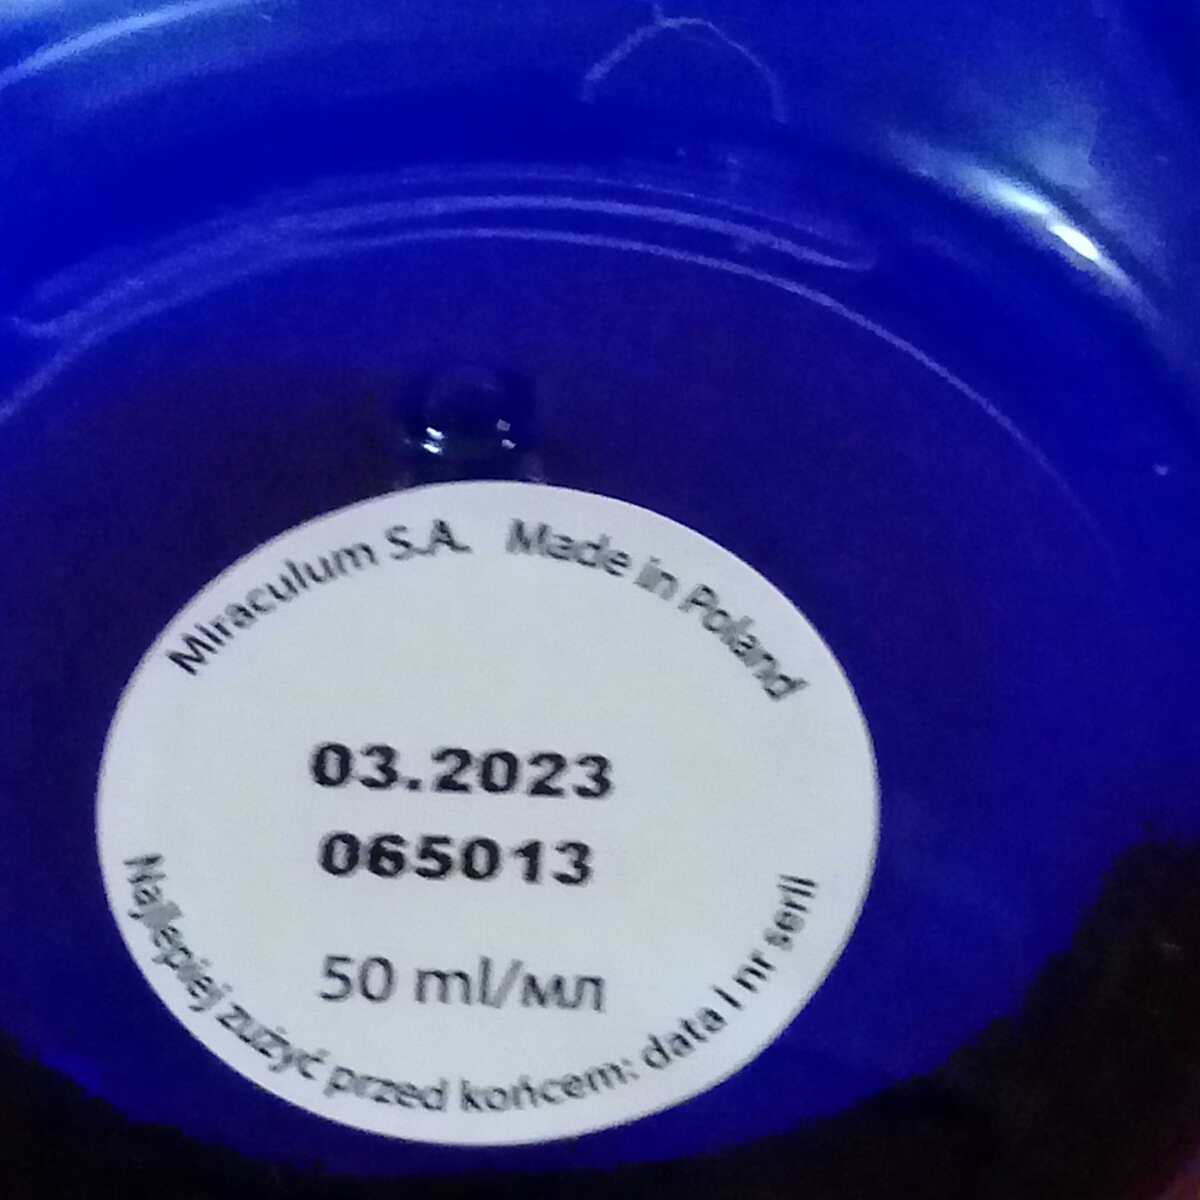 Miraculum S.A. Made in Poland
03.2023
065013
50 ml/мл
Najlepiej zużyć przed końcem: data i nr serii